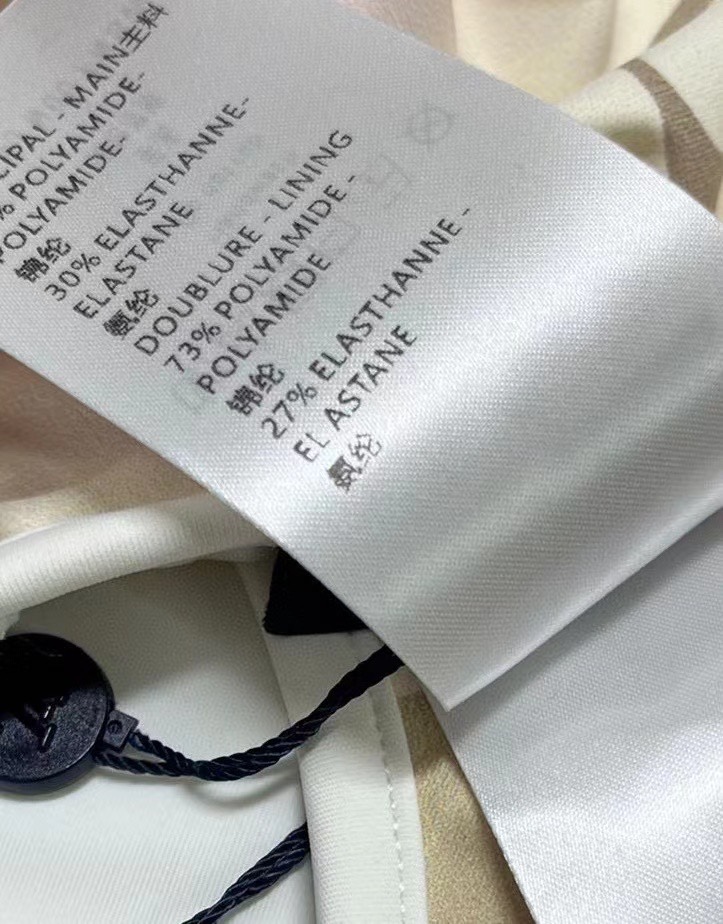 CIPAL - MAIN主料
% POLYAMIDE-
POLYAMIDE-
锦纶
30% ELASTHANNE-
ELASTANE
氨纶
DOUBLURE - LINING
73% POLYAMIDE -
POLYAMIDE
锦纶
27% ELASTHANNE -
EL ASTANE
氨纶